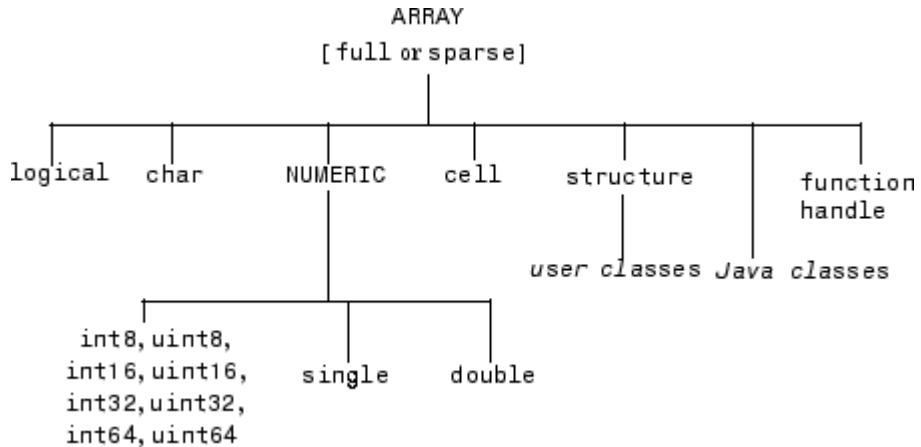 ARRAY
[full or sparse]
logical char NUMERIC cell structure function
handle
user classes Java classes
int8, uint8,
int16, uint16, single double
int32, uint32,
int64, uint64